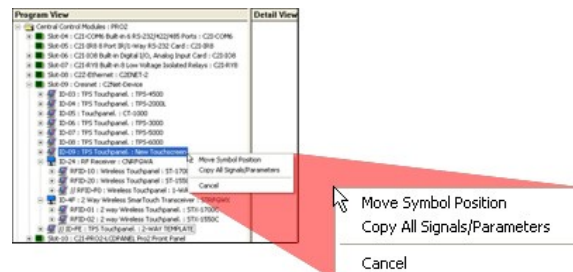 Program View
Detail View
Central Control Modules : PRO2
Slot-04 : C2I-COM6 Built-in 6 RS-232/422/485 Ports : C2I-COM6
Slot-05 : C2I-IR8 8 Port IR/1-Way RS-232 Card : C2I-IR8
Slot-06 : C2I-IO8 Built-in Digital I/O, Analog Input Card : C2I-IO8
Slot-07 : C2I-RY8 Built-in 8 Low Voltage Isolated Relays : C2I-RY8
Slot-08 : C2Z-Ethernet : C2ENET-2
Slot-09 : Cresnet : C2Net-Device
ID-03 : TPS Touchpanel. : TPS-4500
ID-04 : TPS Touchpanel. : TPS-2000L
ID-05 : Touchpanel. : CT-1000
ID-06 : TPS Touchpanel. : TPS-3000
ID-07 : TPS Touchpanel. : TPS-5000
ID-08 : TPS Touchpanel. : TPS-6000
ID-09 : TPS Touchpanel. : New Touchscreen
Move Symbol Position
Copy All Signals/Parameters
Cancel
ID-24 : RF Receiver : CNRFGWA
RFID-10 : Wireless Touchpanel : ST-1700
RFID-20 : Wireless Touchpanel : ST-1550
// RFID-F0 : Wireless Touchpanel : 1-WA
ID-4F : 2 Way Wireless SmarTouch Transceiver : STRFGWX
RFID-01 : 2 way Wireless Touchpanel : STX-1700C
RFID-02 : 2 way Wireless Touchpanel : STX-1550C
// ID-FE : TPS Touchpanel. : 2-WAY TEMPLATE
Slot-10 : C2I-PRO2-LCDPANEL Pro2 Front Panel
Move Symbol Position
Copy All Signals/Parameters
Cancel